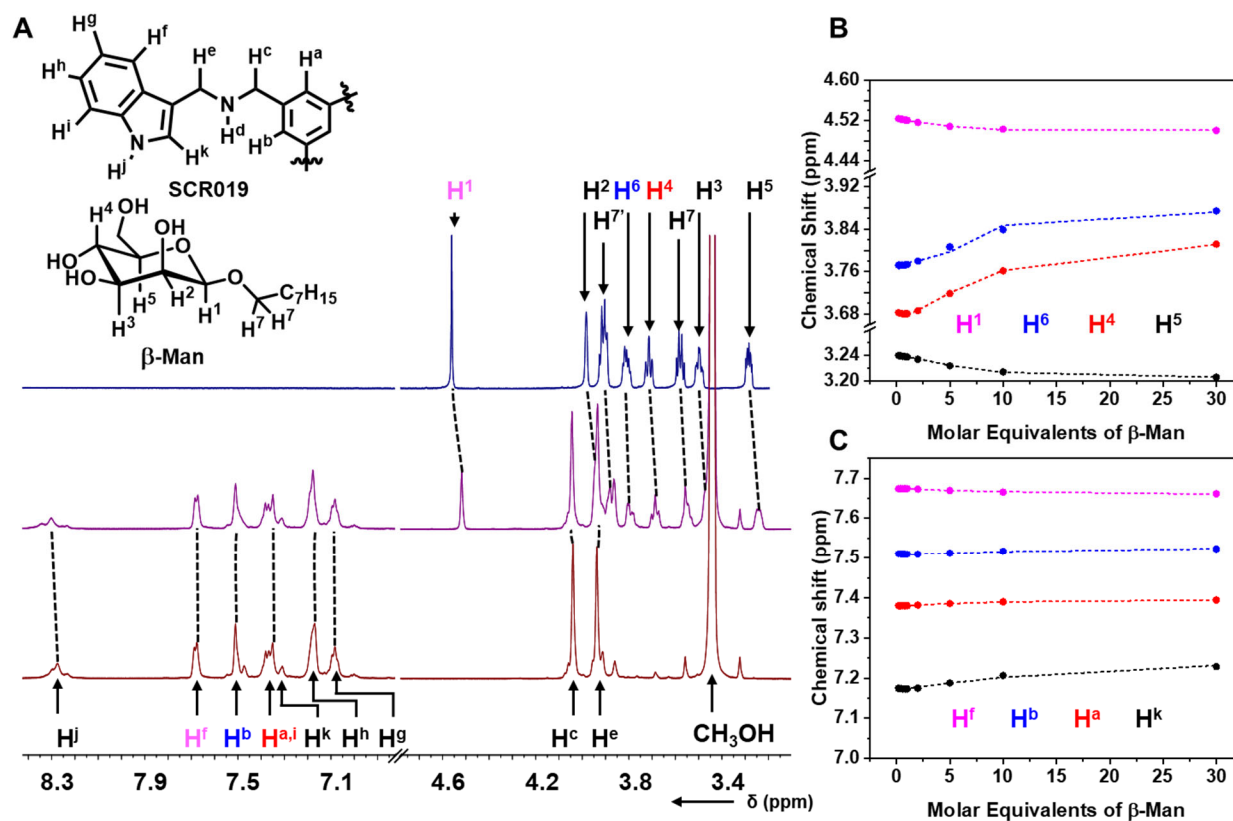 A
H^g
H^f
H^e
H^c
H^a
H^h
N
H^i
H^d
H^b
N
H^j
H^k
SCR019
H^4
OH
OH
HO
O
HO
O
C7H15
H^5
H^2
H^3
H^1
H^7
H^7
β-Man
H^1
H^2
H^6
H^4
H^3
H^5
H^7'
H^7
H^j
H^f
H^b
H^a,i
H^k
H^h
H^g
H^c
H^e
CH3OH
8.3
7.9
7.5
7.1
4.6
4.2
3.8
3.4
δ (ppm)
B
4.60
4.52
4.44
3.92
3.84
3.76
3.68
3.24
3.20
Chemical Shift (ppm)
H^1 H^6 H^4 H^5
0 5 10 15 20 25 30
Molar Equivalents of β-Man
C
7.7
7.6
7.5
7.4
7.3
7.2
7.1
7.0
Chemical shift (ppm)
H^f H^b H^a H^k
0 5 10 15 20 25 30
Molar Equivalents of β-Man